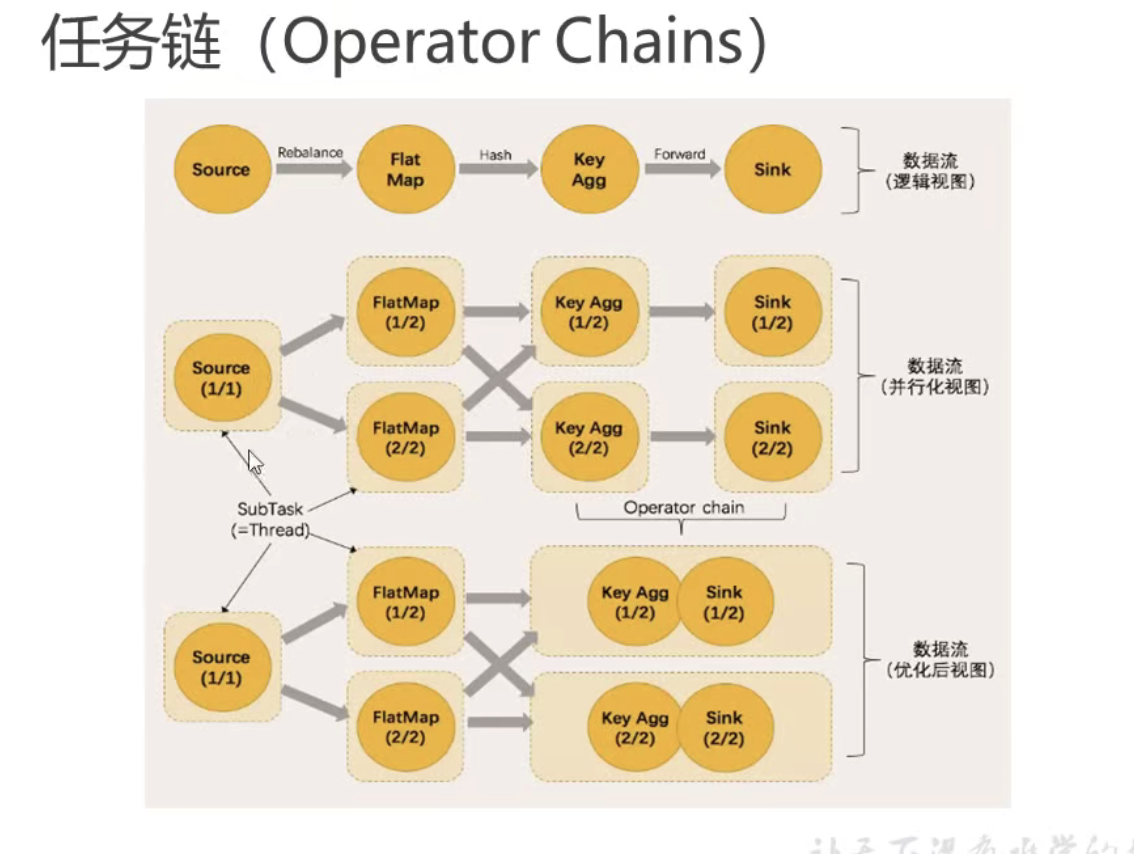 任务链（Operator Chains）
Source
Rebalance
Flat
Map
Hash
Key
Agg
Forward
Sink
数据流
(逻辑视图)
Source
(1/1)
FlatMap
(1/2)
Key Agg
(1/2)
Sink
(1/2)
FlatMap
(2/2)
Key Agg
(2/2)
Sink
(2/2)
数据流
(并行化视图)
SubTask
(=Thread)
Operator chain
Source
(1/1)
FlatMap
(1/2)
Key Agg
(1/2)
Sink
(1/2)
FlatMap
(2/2)
Key Agg
(2/2)
Sink
(2/2)
数据流
(优化后视图)